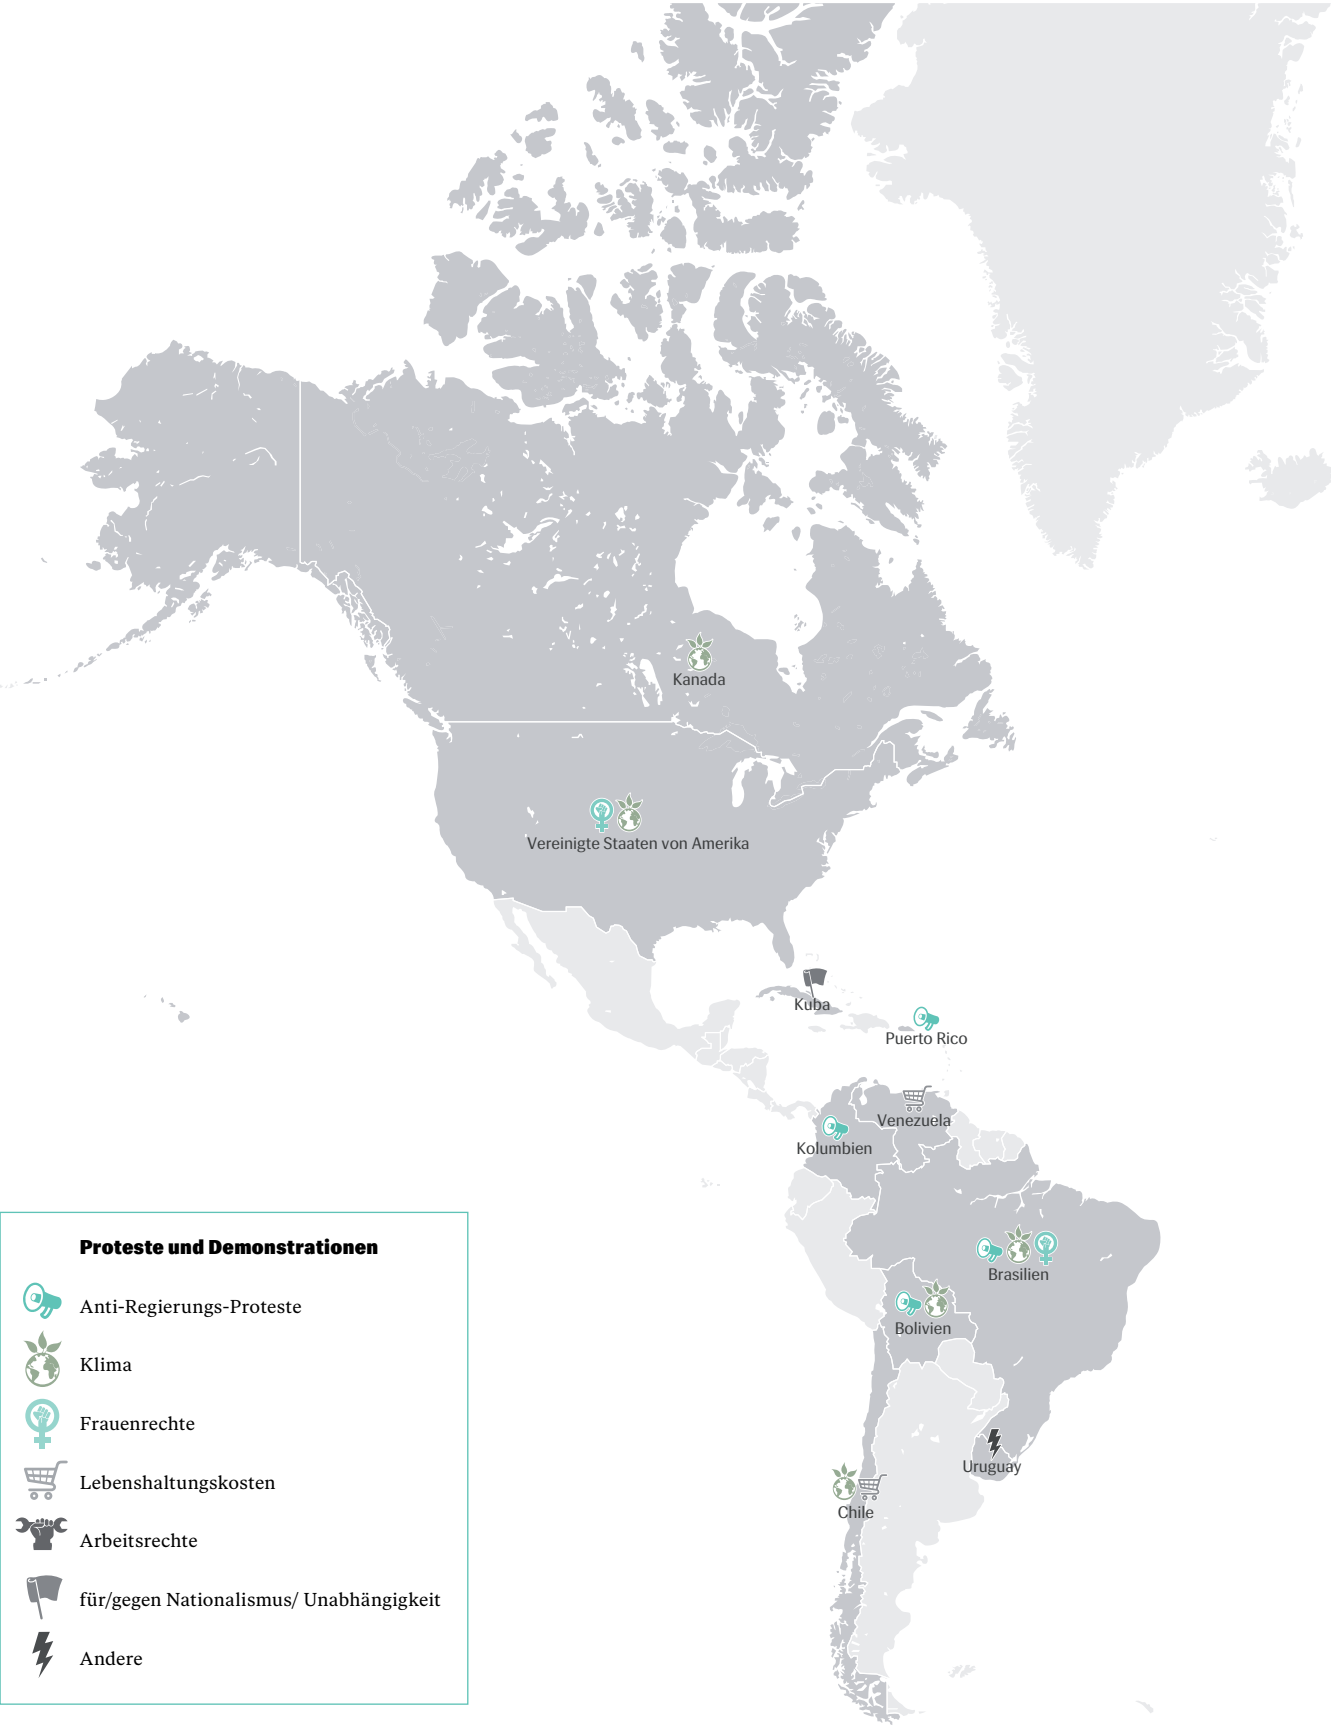 Kanada
Vereinigte Staaten von Amerika
Kuba
Puerto Rico
Venezuela
Kolumbien
Brasilien
Bolivien
Uruguay
Chile
Proteste und Demonstrationen
Anti-Regierungs-Proteste
Klima
Frauenrechte
Lebenshaltungskosten
Arbeitsrechte
für/gegen Nationalismus/ Unabhängigkeit
Andere